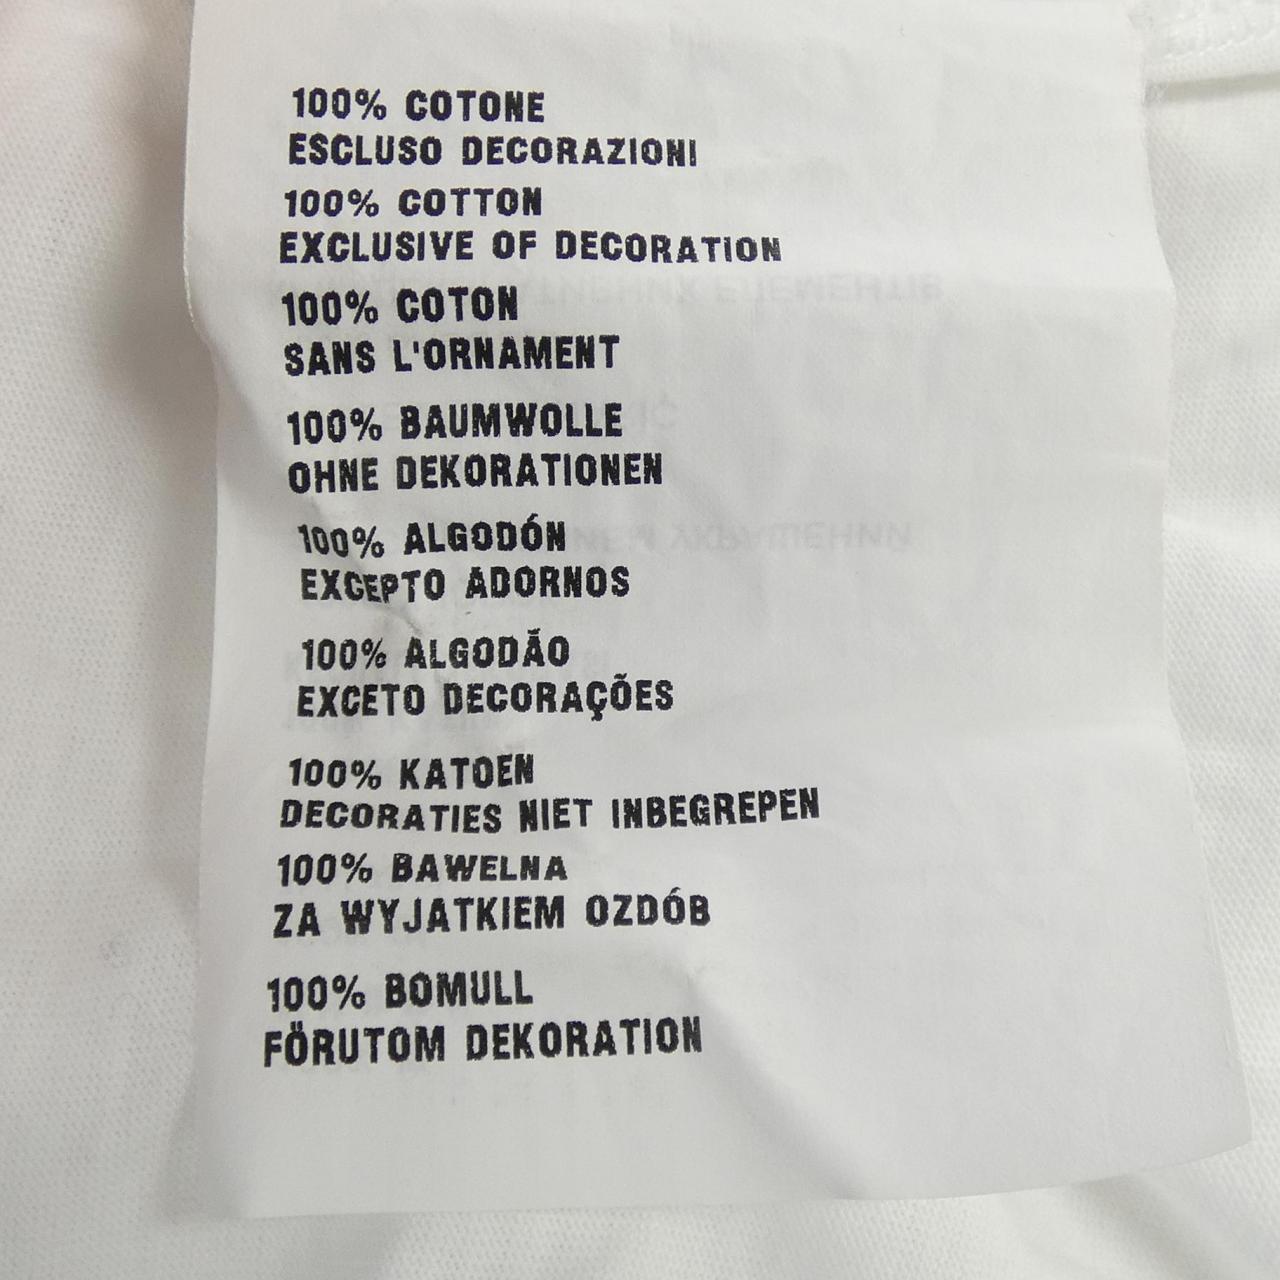 100% COTONE
ESCLUSO DECORAZIONI
100% COTTON
EXCLUSIVE OF DECORATION
100% COTON
SANS L'ORNAMENT
100% BAUMWOLLE
OHNE DEKORATIONEN
100% ALGODÓN
EXCEPTO ADORNOS
100% ALGODÃO
EXCETO DECORAÇÕES
100% KATOEN
DECORATIES NIET INBEGREPEN
100% BAWELNA
ZA WYJATKIEM OZDÓB
100% BOMULL
FÖRUTOM DEKORATION